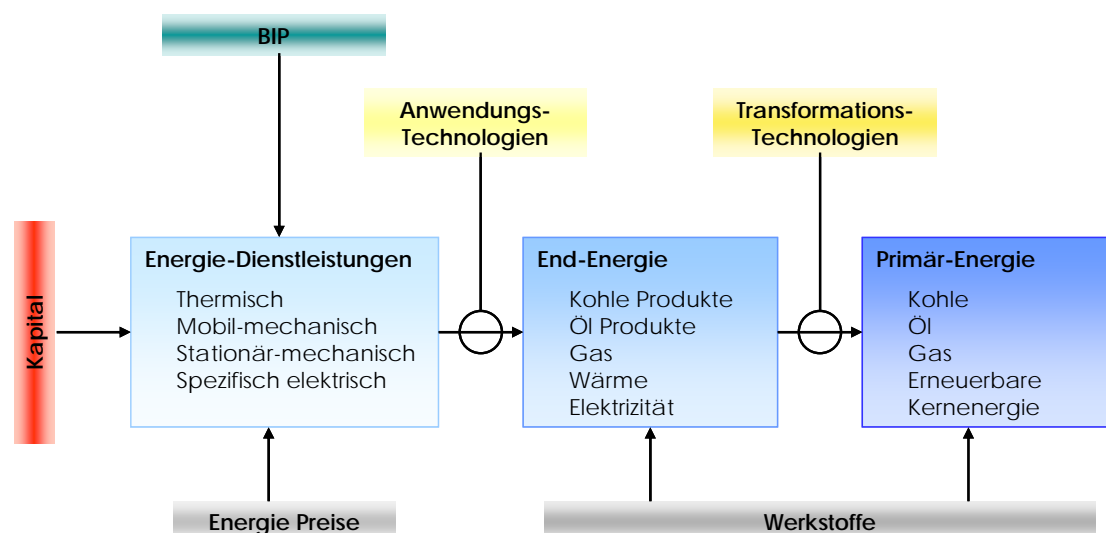 BIP
Anwendungs-
Technologien
Transformations-
Technologien
Kapital
Energie-Dienstleistungen
Thermisch
Mobil-mechanisch
Stationär-mechanisch
Spezifisch elektrisch
End-Energie
Kohle Produkte
Öl Produkte
Gas
Wärme
Elektrizität
Primär-Energie
Kohle
Öl
Gas
Erneuerbare
Kernenergie
Energie Preise
Werkstoffe